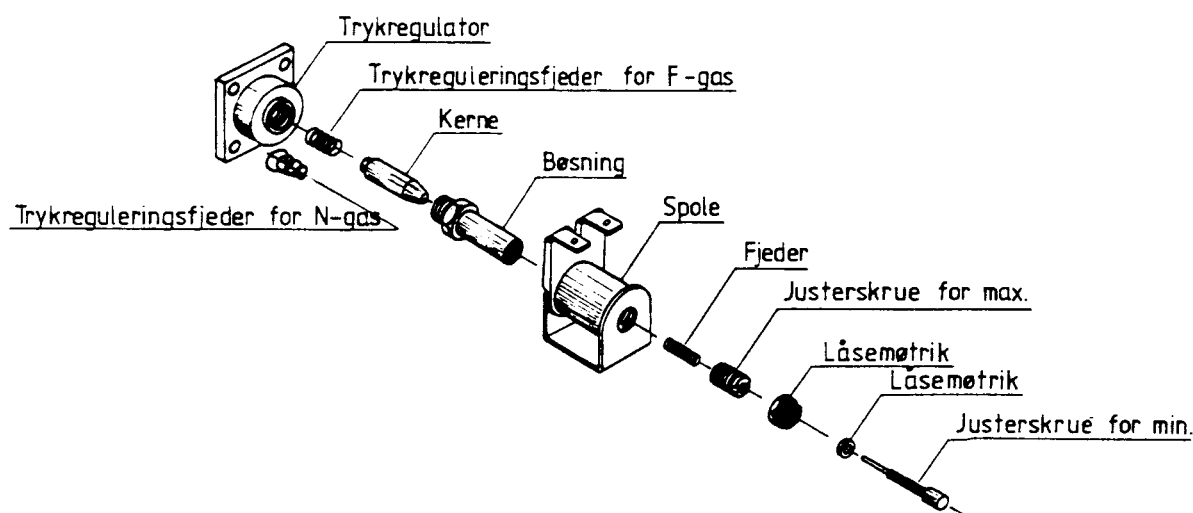 Trykregulator
Trykreguleringsfjeder for F-gas
Kerne
Bøsning
Trykreguleringsfjeder for N-gas
Spole
Fjeder
Justerskrue for max.
Låsemøtrik
Låsemøtrik
Justerskrue for min.